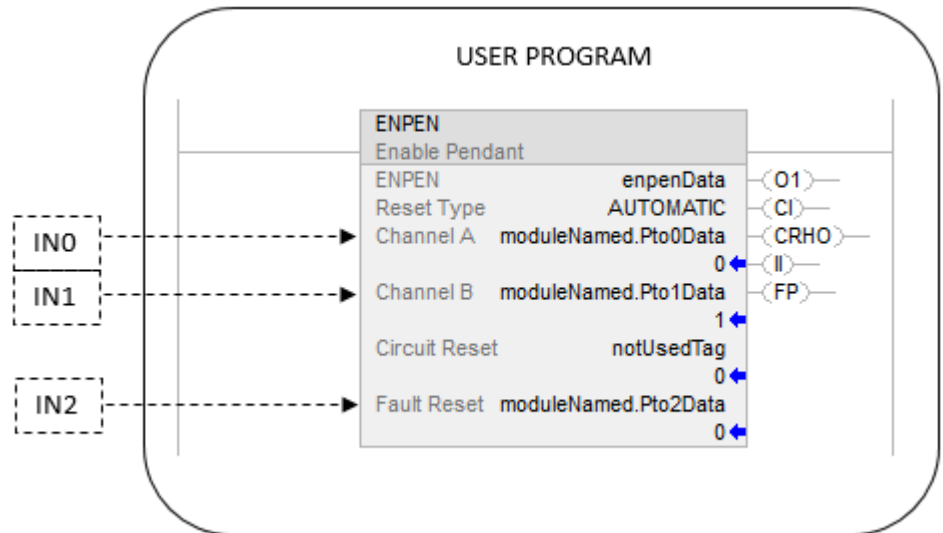 USER PROGRAM
ENPEN
Enable Pendant
ENPEN enpenData O1
Reset Type AUTOMATIC CI
IN0 Channel A moduleNamed.Pto0Data CRHO
0 II
IN1 Channel B moduleNamed.Pto1Data FP
1
Circuit Reset notUsedTag
0
IN2 Fault Reset moduleNamed.Pto2Data
0